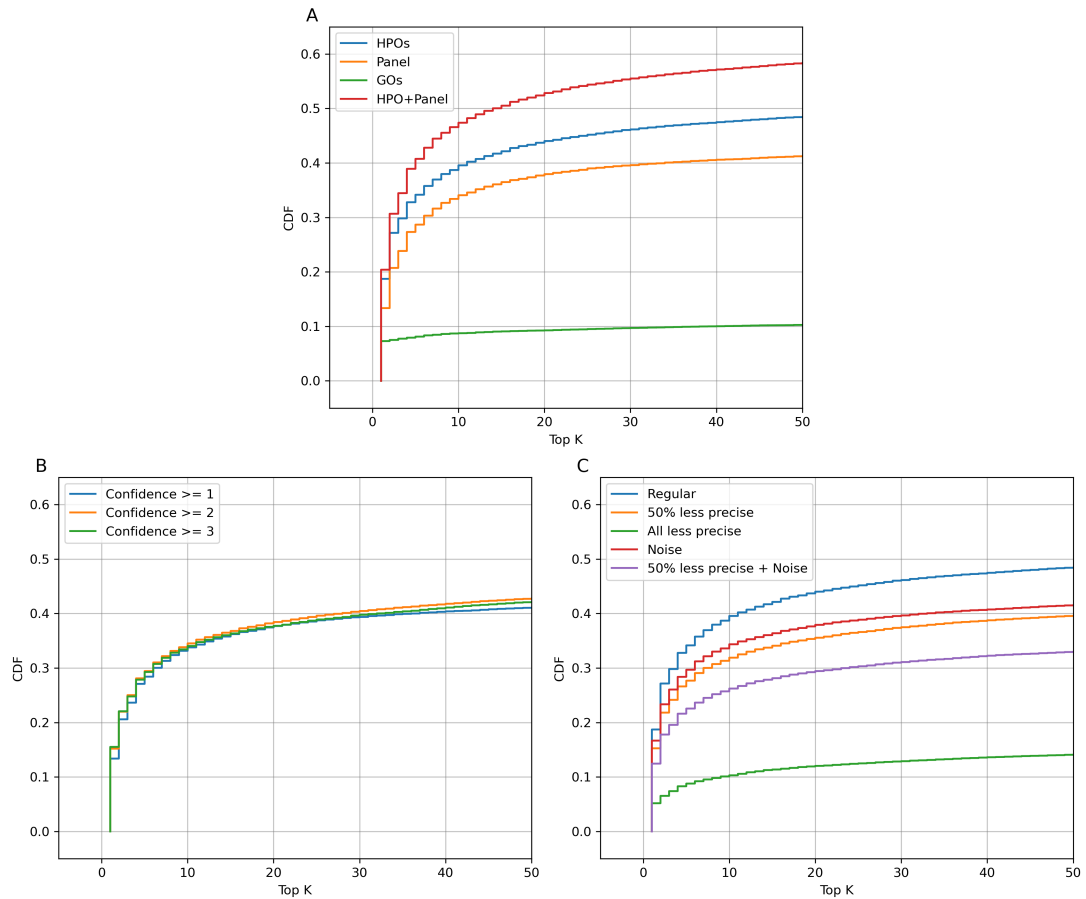 A
HPOs
Panel
GOs
HPO+Panel
0.6
0.5
0.4
0.3
0.2
0.1
0.0
CDF
0 10 20 30 40 50
Top K
B
Confidence >= 1
Confidence >= 2
Confidence >= 3
0.6
0.5
0.4
0.3
0.2
0.1
0.0
CDF
0 10 20 30 40 50
Top K
C
Regular
50% less precise
All less precise
Noise
50% less precise + Noise
0.6
0.5
0.4
0.3
0.2
0.1
0.0
CDF
0 10 20 30 40 50
Top K